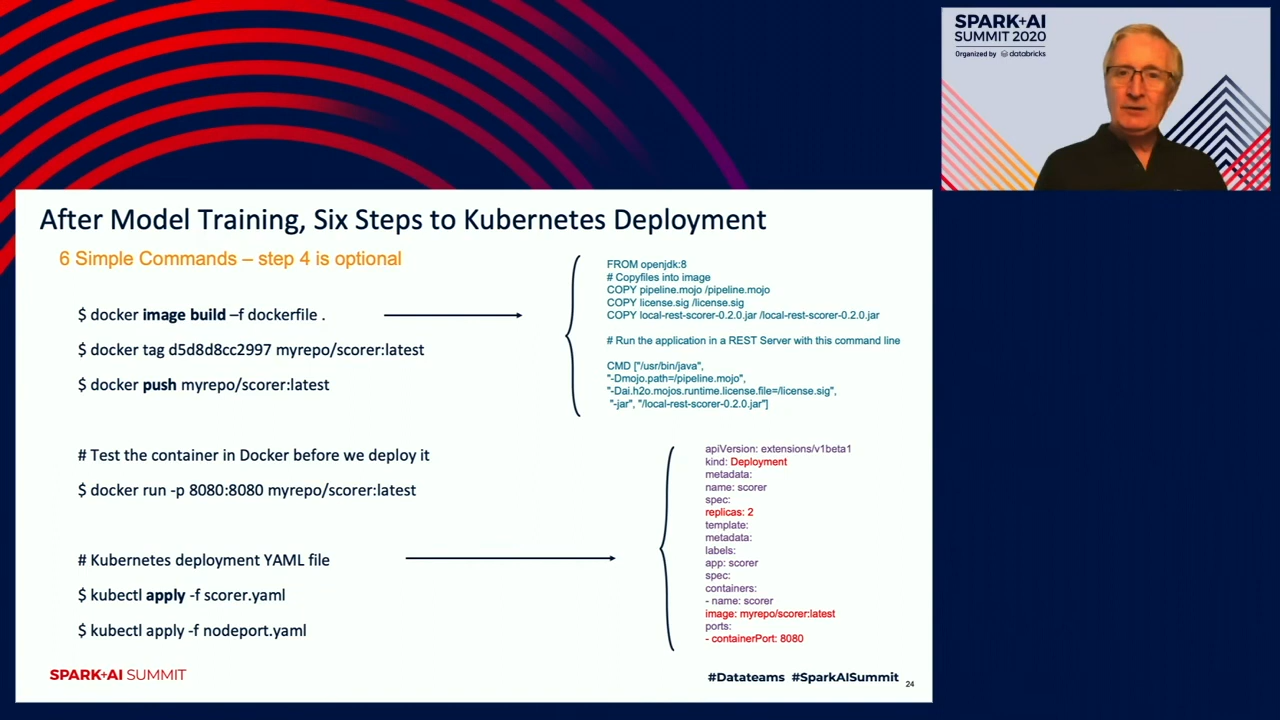 SPARK+AI
SUMMIT 2020
Organized by databricks
After Model Training, Six Steps to Kubernetes Deployment
6 Simple Commands – step 4 is optional
$ docker image build –f dockerfile .
$ docker tag d5d8d8cc2997 myrepo/scorer:latest
$ docker push myrepo/scorer:latest
# Test the container in Docker before we deploy it
$ docker run -p 8080:8080 myrepo/scorer:latest
# Kubernetes deployment YAML file
$ kubectl apply -f scorer.yaml
$ kubectl apply -f nodeport.yaml
FROM openjdk:8
# Copyfiles into image
COPY pipeline.mojo /pipeline.mojo
COPY license.sig /license.sig
COPY local-rest-scorer-0.2.0.jar /local-rest-scorer-0.2.0.jar
# Run the application in a REST Server with this command line
CMD ["/usr/bin/java",
"-Dmojo.path=/pipeline.mojo",
"-Dai.h2o.mojos.runtime.license.file=/license.sig",
"-jar", "/local-rest-scorer-0.2.0.jar"]
apiVersion: extensions/v1beta1
kind: Deployment
metadata:
name: scorer
spec:
replicas: 2
template:
metadata:
labels:
app: scorer
spec:
containers:
- name: scorer
image: myrepo/scorer:latest
ports:
- containerPort: 8080
SPARK+AI SUMMIT
#Datateams #SparkAISummit
24